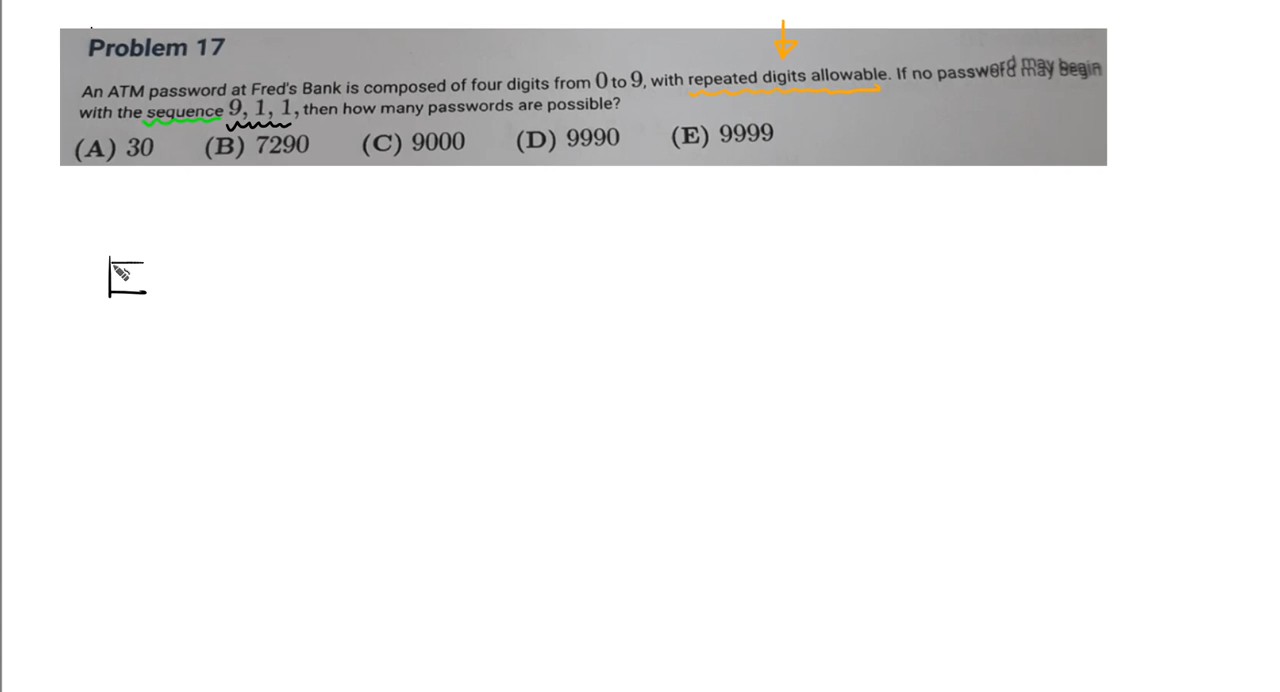 Problem 17
An ATM password at Fred's Bank is composed of four digits from 0 to 9, with repeated digits allowable. If no password may begin
with the sequence 9, 1, 1, then how many passwords are possible?
(A) 30 (B) 7290 (C) 9000 (D) 9990 (E) 9999